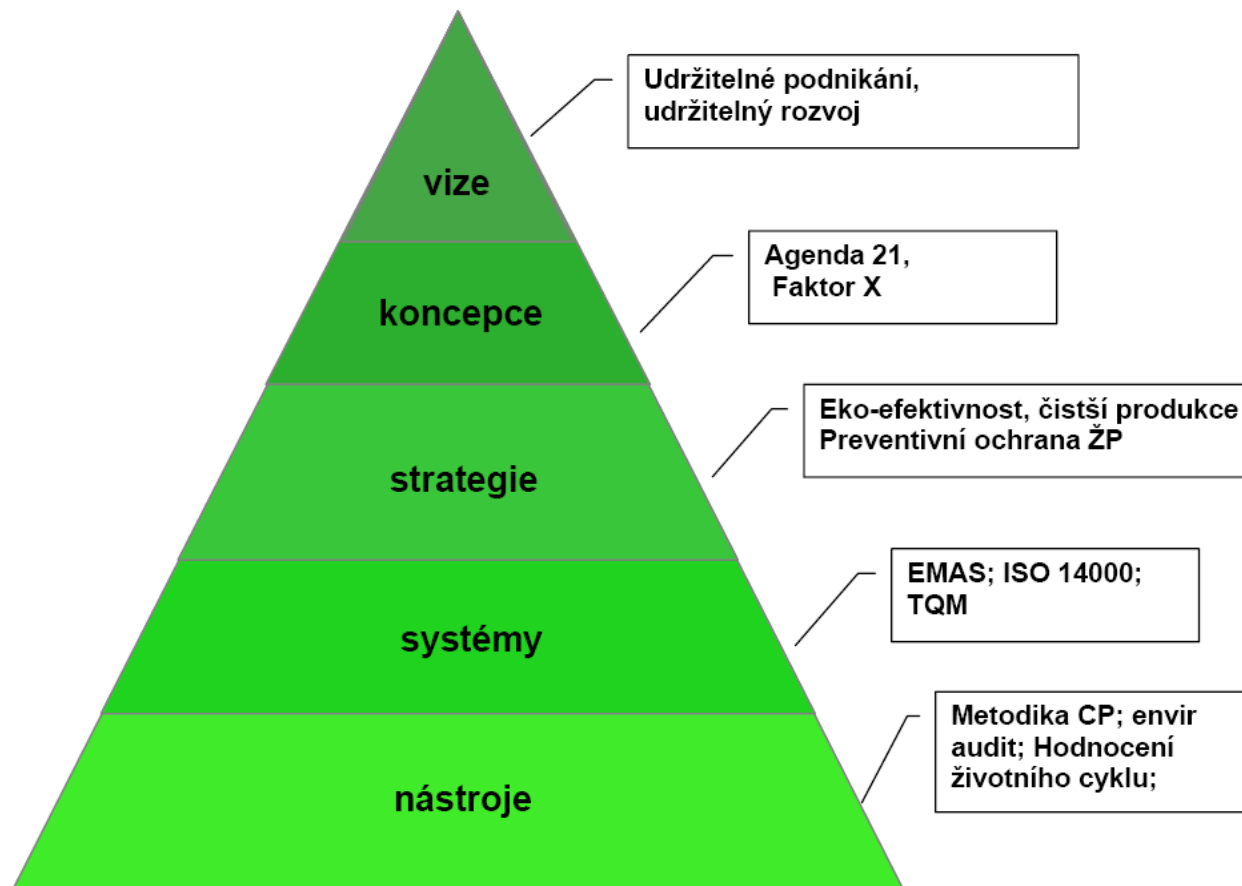 Udržitelné podnikání,
udržitelný rozvoj
vize
Agenda 21,
Faktor X
koncepce
Eko-efektivnost, čistší produkce
Preventivní ochrana ŽP
strategie
EMAS; ISO 14000;
TQM
systémy
Metodika CP; envir
audit; Hodnocení
životního cyklu;
nástroje